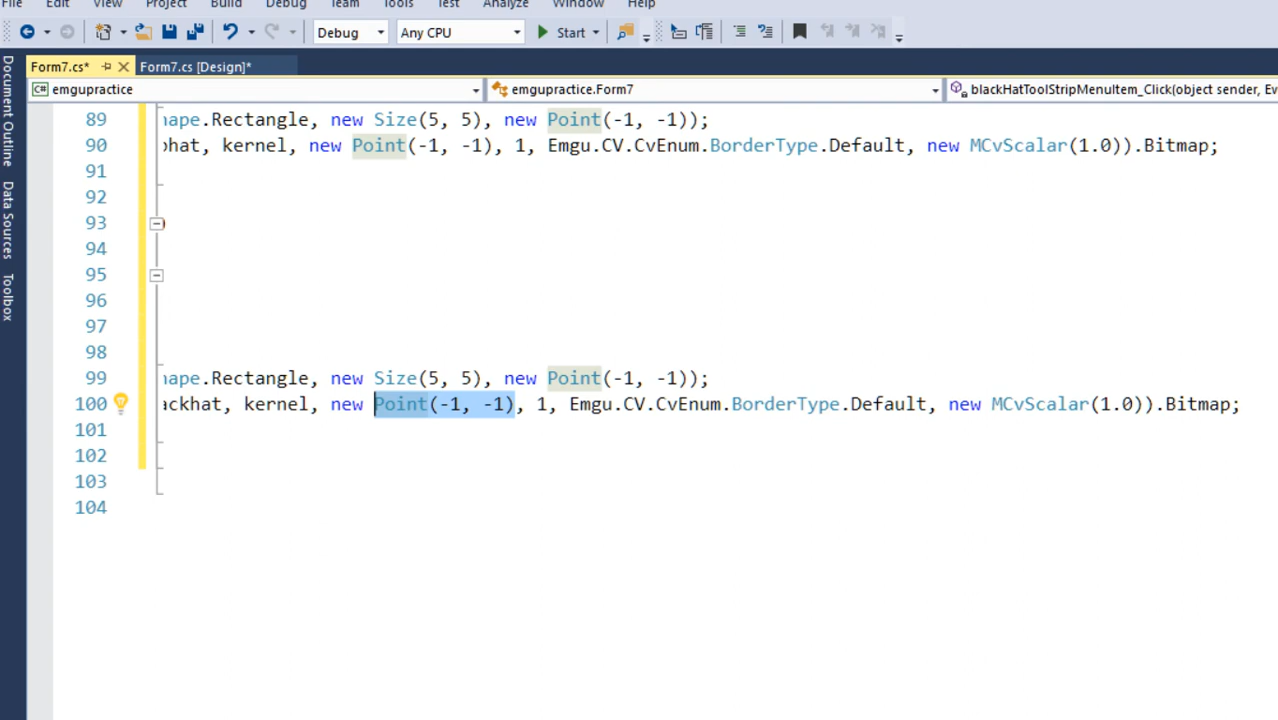 File Edit View Project Build Debug Team Tools Test Analyze Window Help
Debug Any CPU Start
Form7.cs* Form7.cs [Design]*
C# emgupractice emgupractice.Form7 blackHatToolStripMenuItem_Click(object sender, Ev
Document Outline
Data Sources
Toolbox
89 hape.Rectangle, new Size(5, 5), new Point(-1, -1));
90 phat, kernel, new Point(-1, -1), 1, Emgu.CV.CvEnum.BorderType.Default, new MCvScalar(1.0)).Bitmap;
91
92
93
94
95
96
97
98
99 hape.Rectangle, new Size(5, 5), new Point(-1, -1));
100 ackhat, kernel, new Point(-1, -1), 1, Emgu.CV.CvEnum.BorderType.Default, new MCvScalar(1.0)).Bitmap;
101
102
103
104